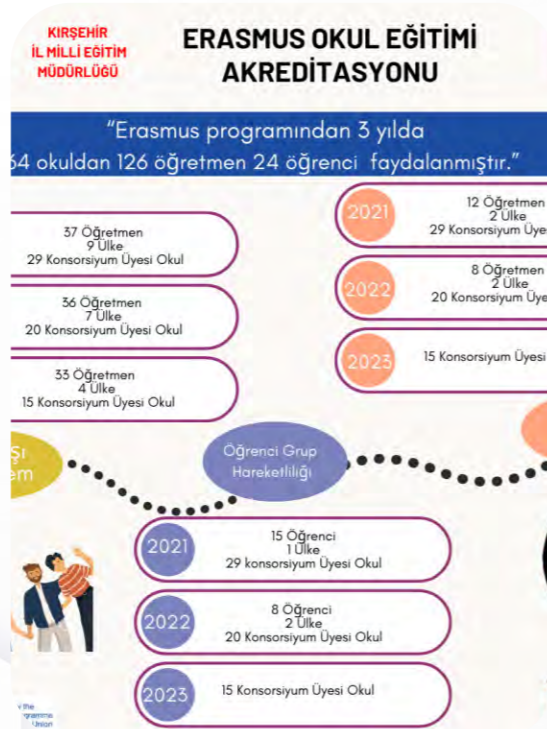 KIRŞEHİR
İL MİLLİ EĞİTİM
MÜDÜRLÜĞÜ
ERASMUS OKUL EĞİTİMİ
AKREDİTASYONU
“Erasmus programından 3 yılda
64 okuldan 126 öğretmen 24 öğrenci faydalanmıştır.”
37 Öğretmen
9 Ülke
29 Konsorsiyum Üyesi Okul
36 Öğretmen
7 Ülke
20 Konsorsiyum Üyesi Okul
33 Öğretmen
4 Ülke
15 Konsorsiyum Üyesi Okul
2021
12 Öğretmen
2 Ülke
29 Konsorsiyum Üye
2022
8 Öğretmen
2 Ülke
20 Konsorsiyum Üye
2023
15 Konsorsiyum Üyesi
Öğrenci Grup
Hareketliliği
2021
15 Öğrenci
1 Ülke
29 konsorsiyum Üyesi Okul
2022
8 Öğrenci
2 Ülke
20 Konsorsiyum Üyesi Okul
2023
15 Konsorsiyum Üyesi Okul
the
Union